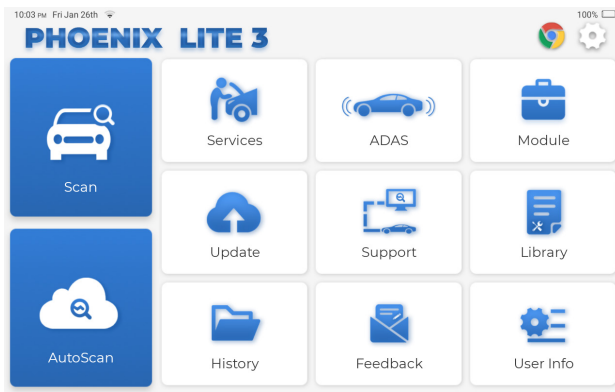 10:03 PM Fri Jan 26th
100%
PHOENIX LITE 3
Scan
Services
ADAS
Module
Update
Support
Library
AutoScan
History
Feedback
User Info